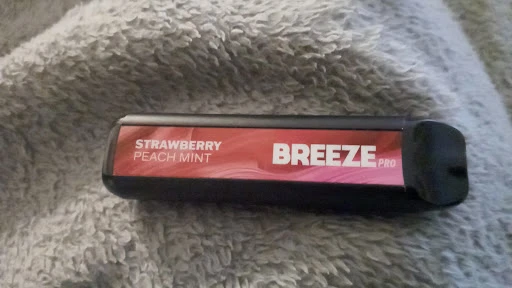 STRAWBERRY
PEACH MINT
BREEZE PRO